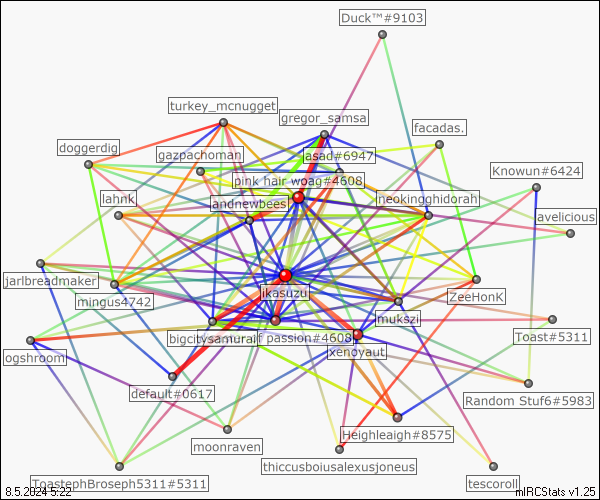 Duck™#9103
turkey_mcnugget
gregor_samsa
facadas.
doggerdig
gazpachoman
asad#6947
Knowun#6424
pink hair woag#4608
lahnk
andnewbees
neokingghidorah
avelicious
jarlbreadmaker
mingus4742
ikasuzu
ZeeHonK
mukszi
bigcitysamurai
f passion#4608
Toast#5311
ogshroom
xenoyaut
default#0617
Random Stuf6#5983
Heighleigh#8575
moonraven
thiccusboiusalexusjoneus
ToastephBroseph5311#5311
tescoroll
8.5.2024 5:22
mIRCStats v1.25